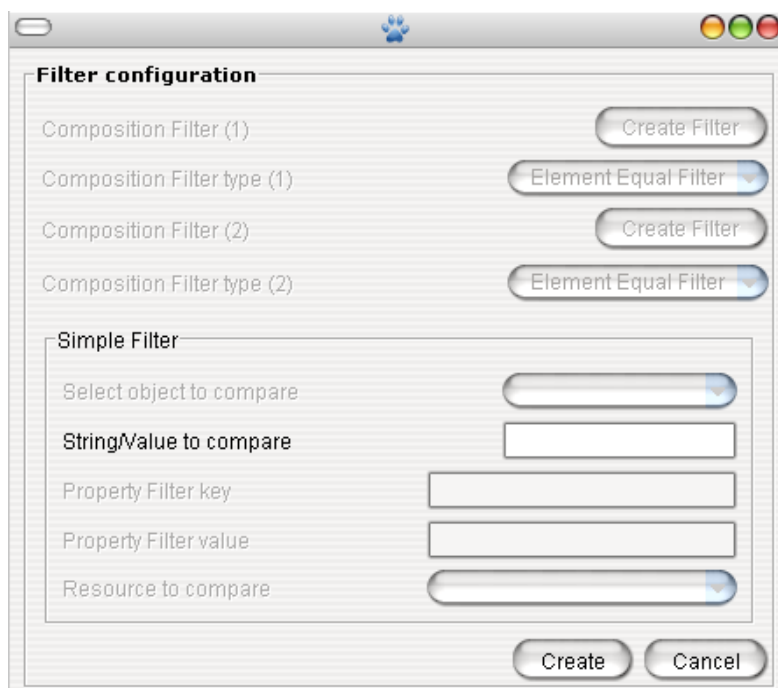 Filter configuration
Composition Filter (1) Create Filter
Composition Filter type (1) Element Equal Filter
Composition Filter (2) Create Filter
Composition Filter type (2) Element Equal Filter
Simple Filter
Select object to compare
String/Value to compare
Property Filter key
Property Filter value
Resource to compare
Create Cancel